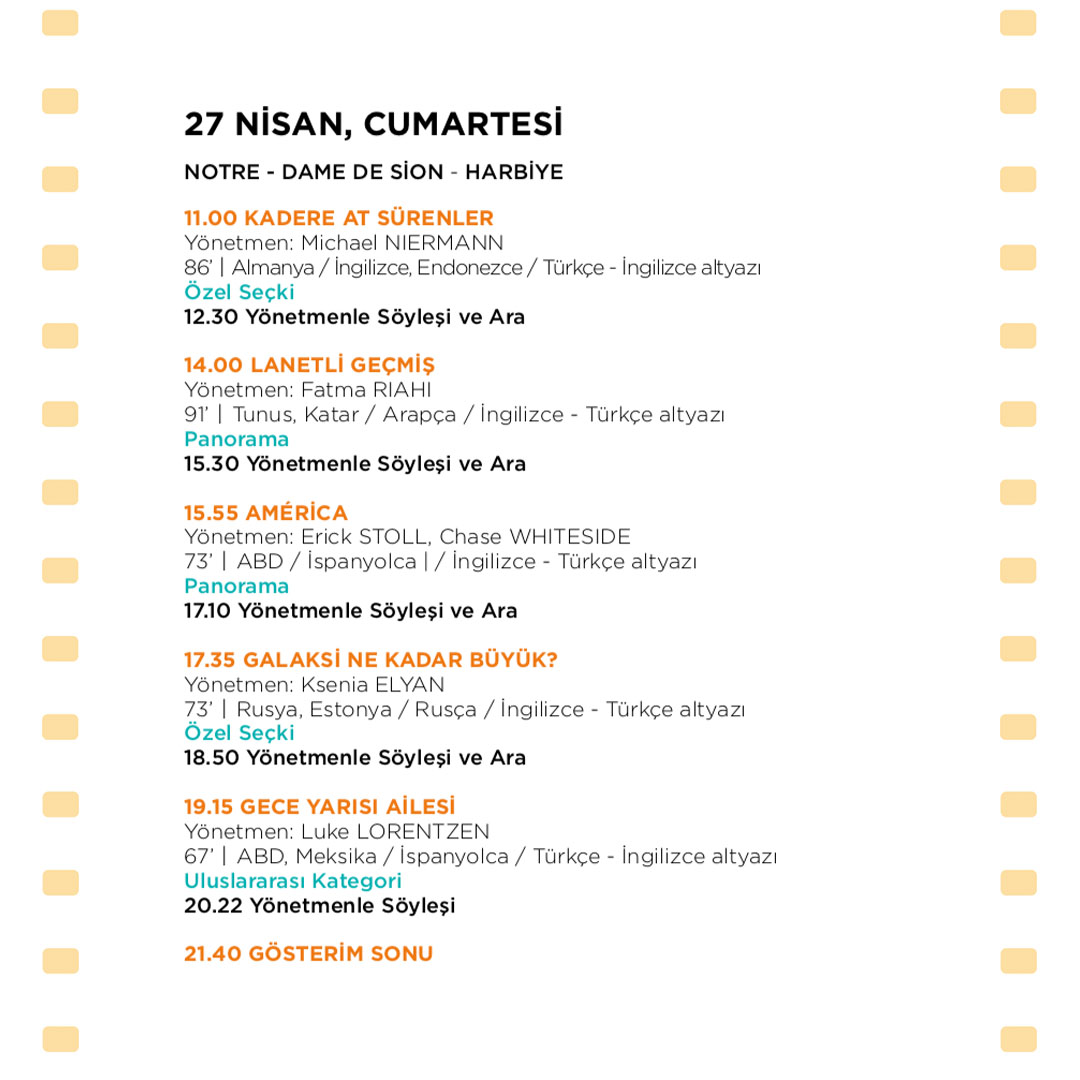 27 NİSAN, CUMARTESİ
NOTRE - DAME DE SİON - HARBİYE
11.00 KADERE AT SÜRENLER
Yönetmen: Michael NIERMANN
86’ | Almanya / İngilizce, Endonezce / Türkçe - İngilizce altyazı
Özel Seçki
12.30 Yönetmenle Söyleşi ve Ara
14.00 LANETLİ GEÇMİŞ
Yönetmen: Fatma RIAHI
91’ | Tunus, Katar / Arapça / İngilizce - Türkçe altyazı
Panorama
15.30 Yönetmenle Söyleşi ve Ara
15.55 AMÉRİCA
Yönetmen: Erick STOLL, Chase WHITESIDE
73’ | ABD / İspanyolca | / İngilizce - Türkçe altyazı
Panorama
17.10 Yönetmenle Söyleşi ve Ara
17.35 GALAKSİ NE KADAR BÜYÜK?
Yönetmen: Ksenia ELYAN
73’ | Rusya, Estonya / Rusça / İngilizce - Türkçe altyazı
Özel Seçki
18.50 Yönetmenle Söyleşi ve Ara
19.15 GECE YARISI AİLESİ
Yönetmen: Luke LORENTZEN
67’ | ABD, Meksika / İspanyolca / Türkçe - İngilizce altyazı
Uluslararası Kategori
20.22 Yönetmenle Söyleşi
21.40 GÖSTERİM SONU